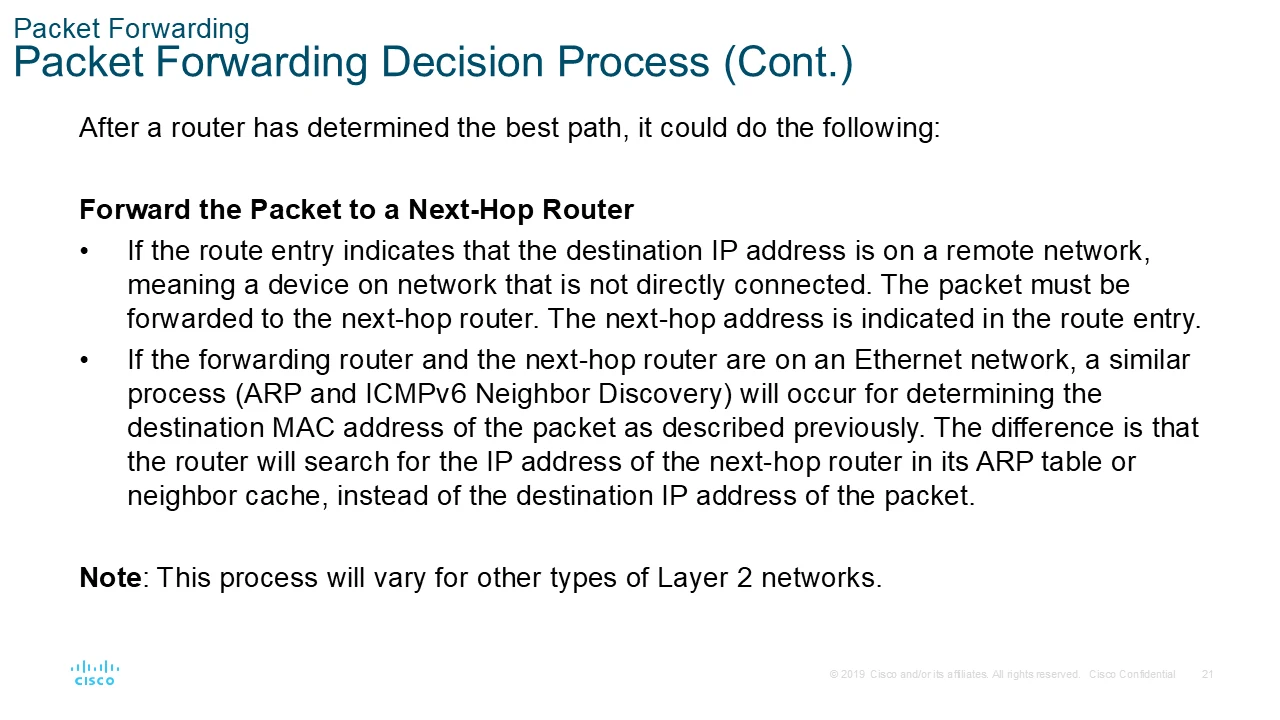 Packet Forwarding
Packet Forwarding Decision Process (Cont.)
After a router has determined the best path, it could do the following:
Forward the Packet to a Next-Hop Router
• If the route entry indicates that the destination IP address is on a remote network,
meaning a device on network that is not directly connected. The packet must be
forwarded to the next-hop router. The next-hop address is indicated in the route entry.
• If the forwarding router and the next-hop router are on an Ethernet network, a similar
process (ARP and ICMPv6 Neighbor Discovery) will occur for determining the
destination MAC address of the packet as described previously. The difference is that
the router will search for the IP address of the next-hop router in its ARP table or
neighbor cache, instead of the destination IP address of the packet.
Note: This process will vary for other types of Layer 2 networks.
CISCO
© 2019 Cisco and/or its affiliates. All rights reserved. Cisco Confidential 21